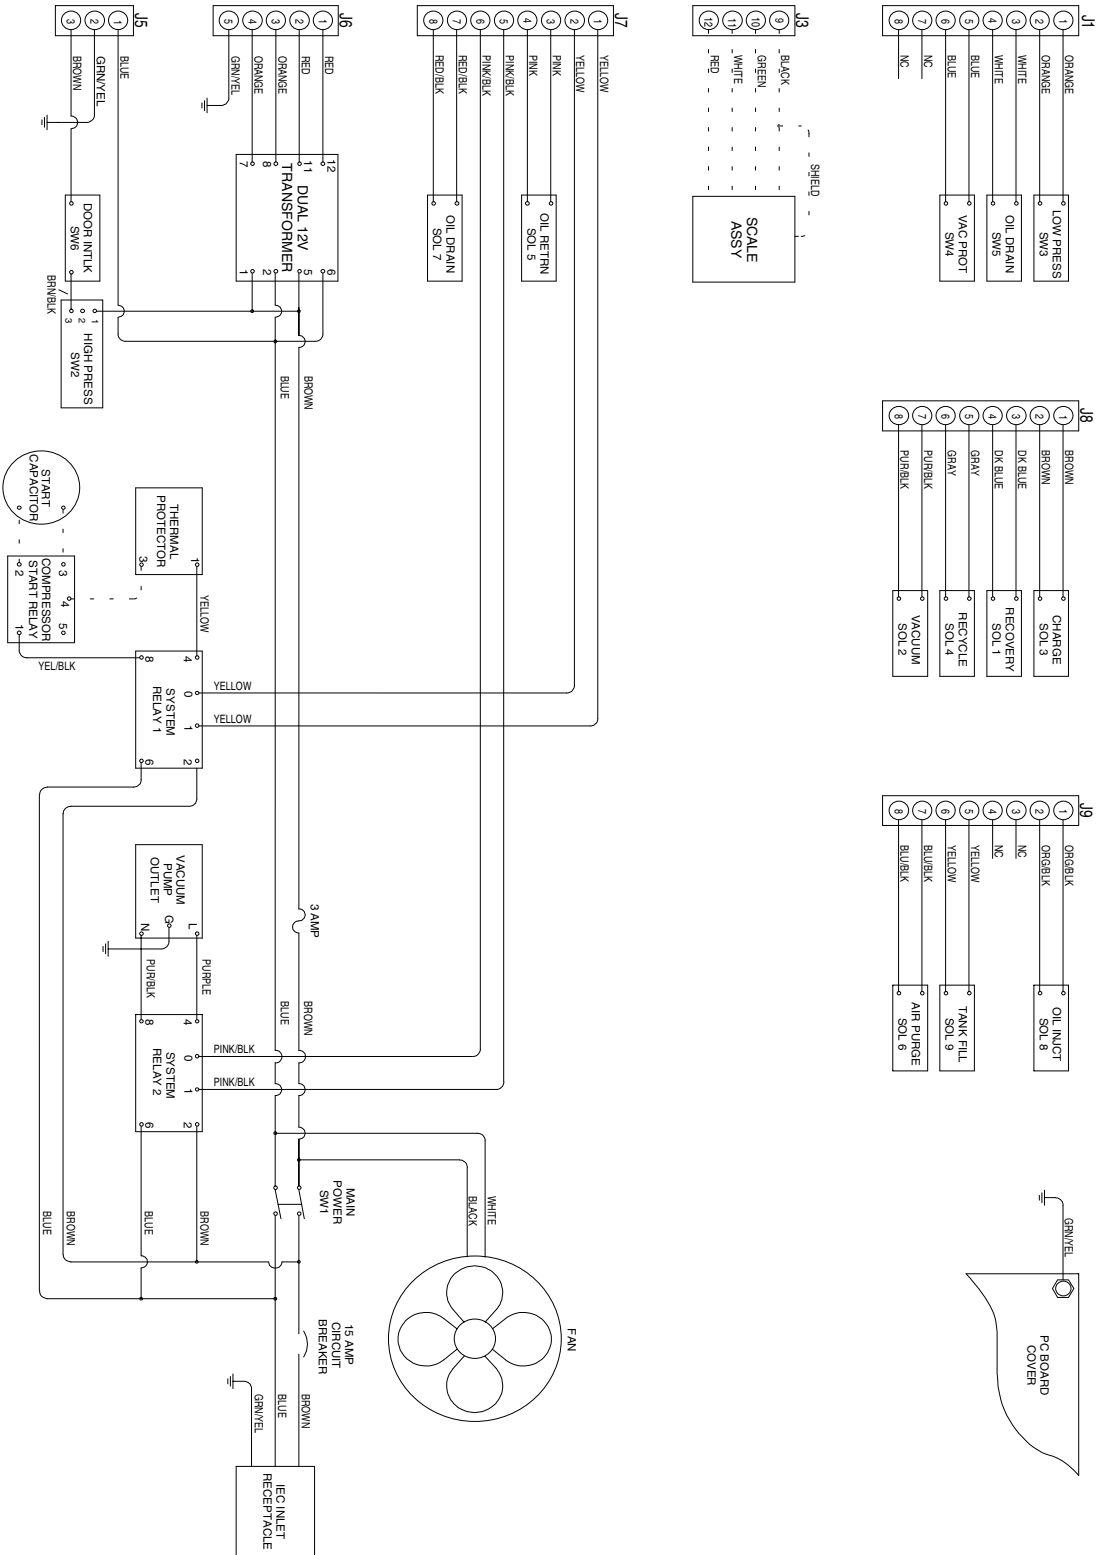 J1
1
2
3
4
5
6
7
8
ORANGE
ORANGE
WHITE
WHITE
BLUE
BLUE
NC
NC
LOW PRESS
SW3
OIL DRAIN
SW5
VAC PROT
SW4
J8
1
2
3
4
5
6
7
8
BROWN
BROWN
DK BLUE
DK BLUE
GRAY
GRAY
PUR/BLK
PUR/BLK
CHARGE
SOL 3
RECOVERY
SOL 1
RECYCLE
SOL 4
VACUUM
SOL 2
J9
1
2
3
4
5
6
7
8
ORG/BLK
ORG/BLK
NC
NC
YELLOW
YELLOW
BLU/BLK
BLU/BLK
OIL INJCT
SOL 8
TANK FILL
SOL 9
AIR PURGE
SOL 6
GRN/YEL
PC BOARD
COVER
J3
9
10
11
12
BLACK
GREEN
WHITE
RED
SHIELD
SCALE
ASSY
J7
1
2
3
4
5
6
7
8
YELLOW
YELLOW
PINK
PINK
PINK/BLK
PINK/BLK
RED/BLK
RED/BLK
OIL RETRN
SOL 5
OIL DRAIN
SOL 7
FAN
WHITE
BLACK
J6
1
2
3
4
5
RED
RED
ORANGE
ORANGE
GRN/YEL
12
11
8
7
DUAL 12V
TRANSFORMER
6
5
2
1
BROWN
BLUE
3 AMP
BROWN
BLUE
MAIN
POWER
SW1
15 AMP
CIRCUIT
BREAKER
BROWN
BLUE
GRN/YEL
IEC INLET
RECEPTACLE
J5
1
2
3
BLUE
GRN/YEL
BROWN
DOOR INTLK
SW6
BRN/BLK
1
2
3
HIGH PRESS
SW2
THERMAL
PROTECTOR
1
3
YELLOW
START
CAPACITOR
3
2
4
5
1
COMPRESSOR
START RELAY
YEL/BLK
4
0
1
2
8
6
SYSTEM
RELAY 1
YELLOW
YELLOW
VACUUM
PUMP
OUTLET
L
G
N
PURPLE
PUR/BLK
4
0
1
2
8
6
SYSTEM
RELAY 2
PINK/BLK
PINK/BLK
BROWN
BLUE
BROWN
BLUE